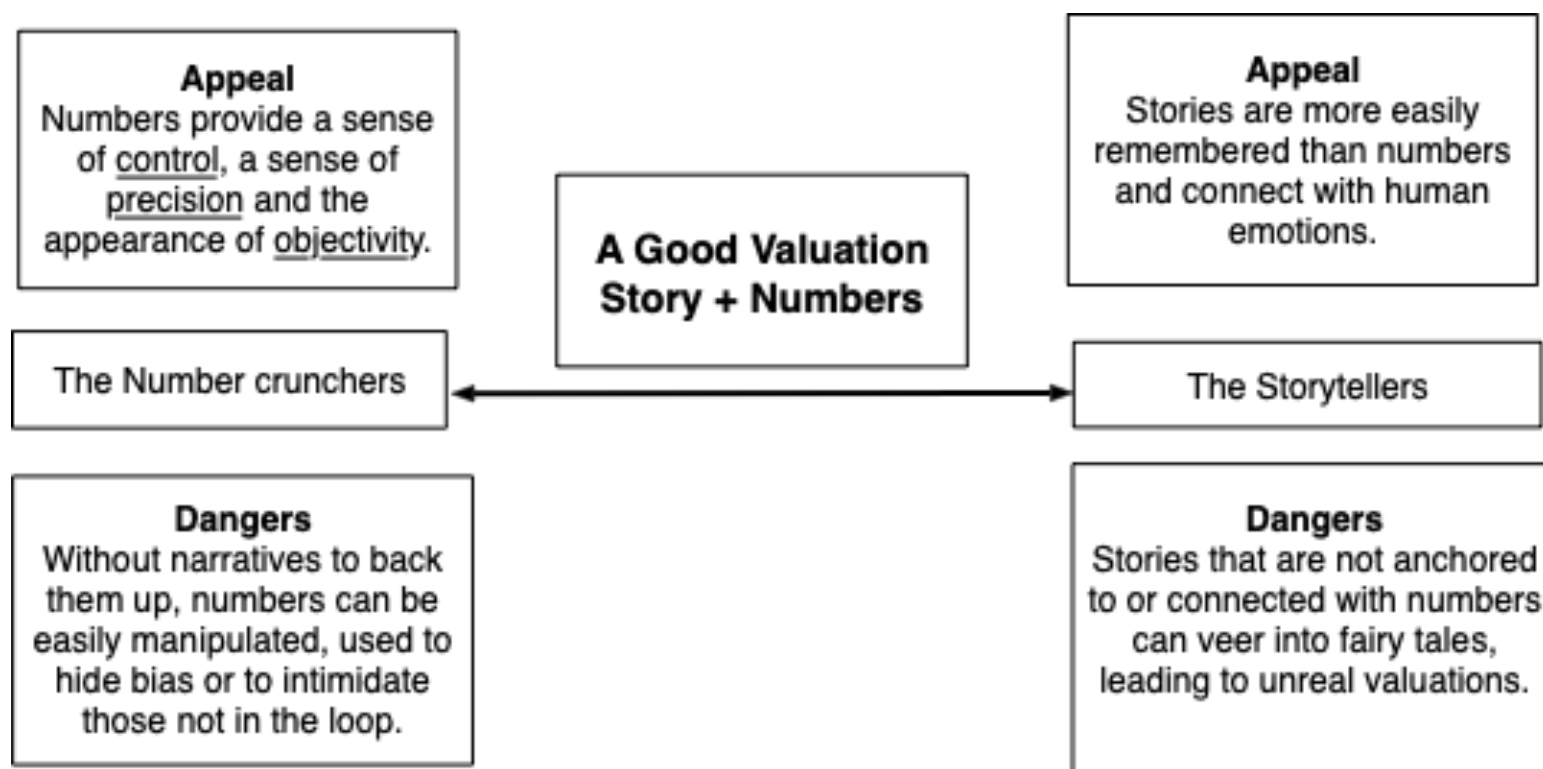 Appeal
Numbers provide a sense
of control, a sense of
precision and the
appearance of objectivity.
The Number crunchers
Dangers
Without narratives to back
them up, numbers can be
easily manipulated, used to
hide bias or to intimidate
those not in the loop.
A Good Valuation
Story + Numbers
Appeal
Stories are more easily
remembered than numbers
and connect with human
emotions.
The Storytellers
Dangers
Stories that are not anchored
to or connected with numbers
can veer into fairy tales,
leading to unreal valuations.